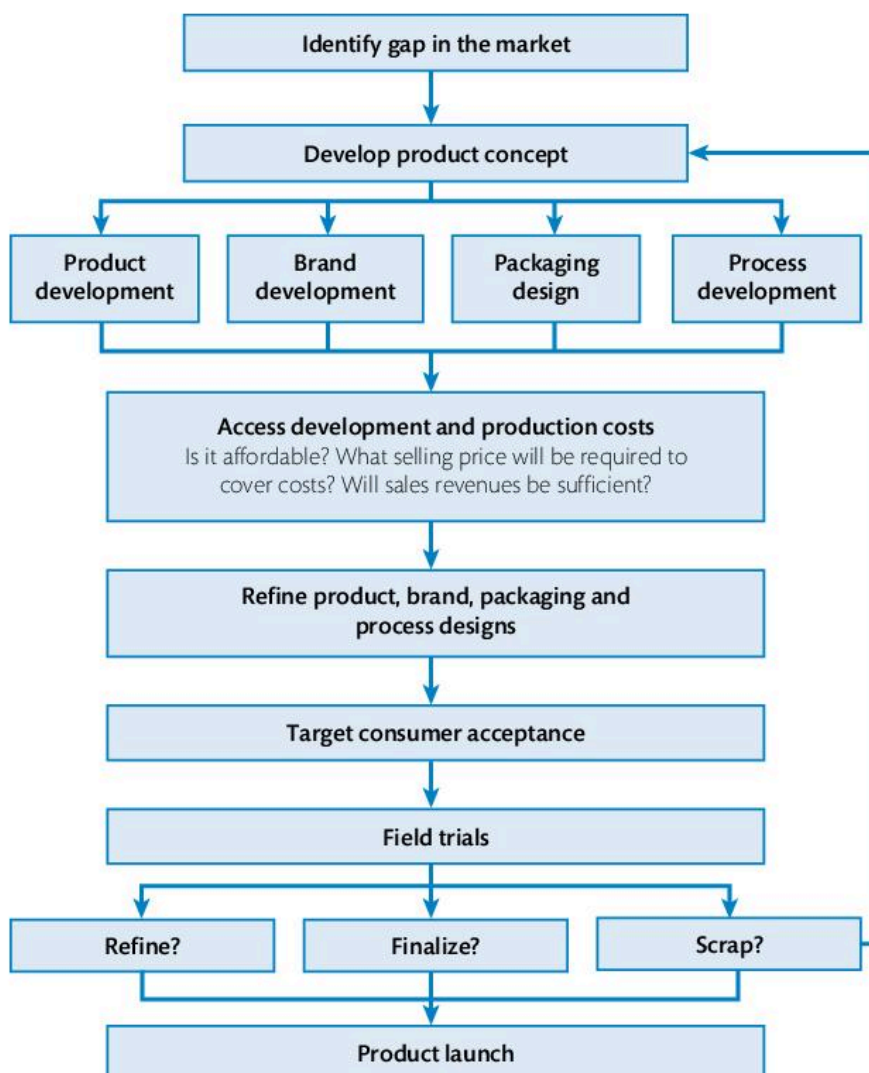 Identify gap in the market
Develop product concept
Product
development
Brand
development
Packaging
design
Process
development
Access development and production costs
Is it affordable? What selling price will be required to
cover costs? Will sales revenues be sufficient?
Refine product, brand, packaging and
process designs
Target consumer acceptance
Field trials
Refine?
Finalize?
Scrap?
Product launch